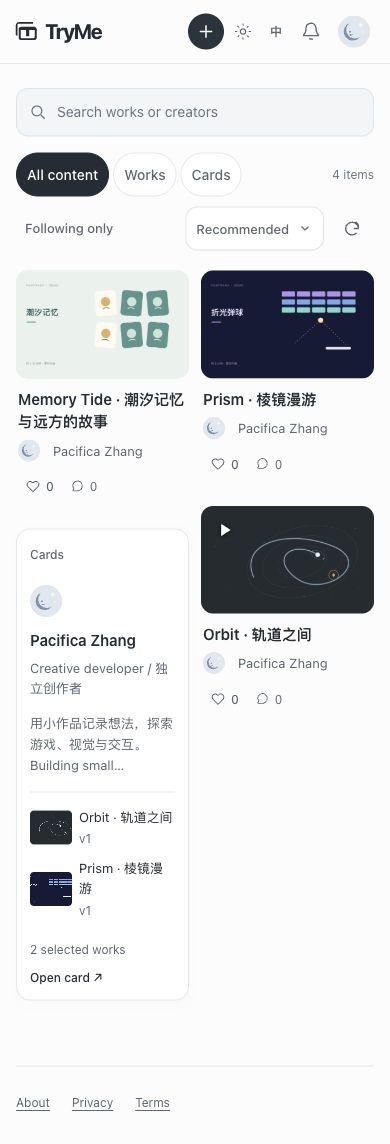 TryMe
中
Search works or creators
All content
Works
Cards
4 items
Following only
Recommended
潮汐记忆
Memory Tide · 潮汐记忆
与远方的故事
Pacifica Zhang
0
0
折光弹球
Prism · 棱镜漫游
Pacifica Zhang
0
0
Cards
Pacifica Zhang
Creative developer / 独
立创作者
用小作品记录想法，探索
游戏、视觉与交互。
Building small...
Orbit · 轨道之间
v1
Prism · 棱镜漫
游
v1
2 selected works
Open card ↗
Orbit · 轨道之间
Pacifica Zhang
0
0
About
Privacy
Terms